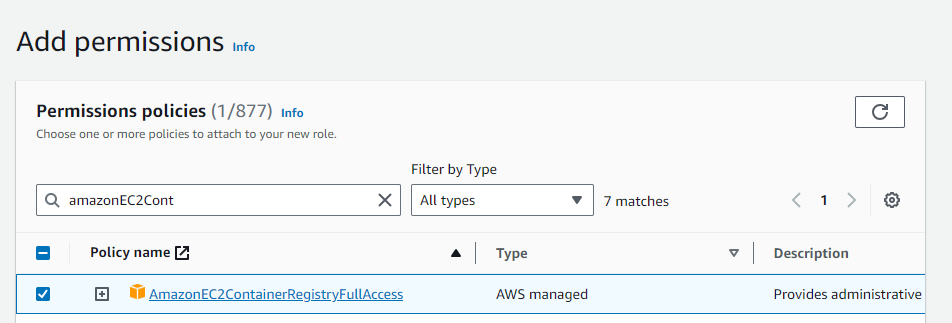 Add permissions Info
Permissions policies (1/877) Info
Choose one or more policies to attach to your new role.
Filter by Type
amazonEC2Cont
All types
7 matches
1
Policy name
Type
Description
AmazonEC2ContainerRegistryFullAccess
AWS managed
Provides administrative